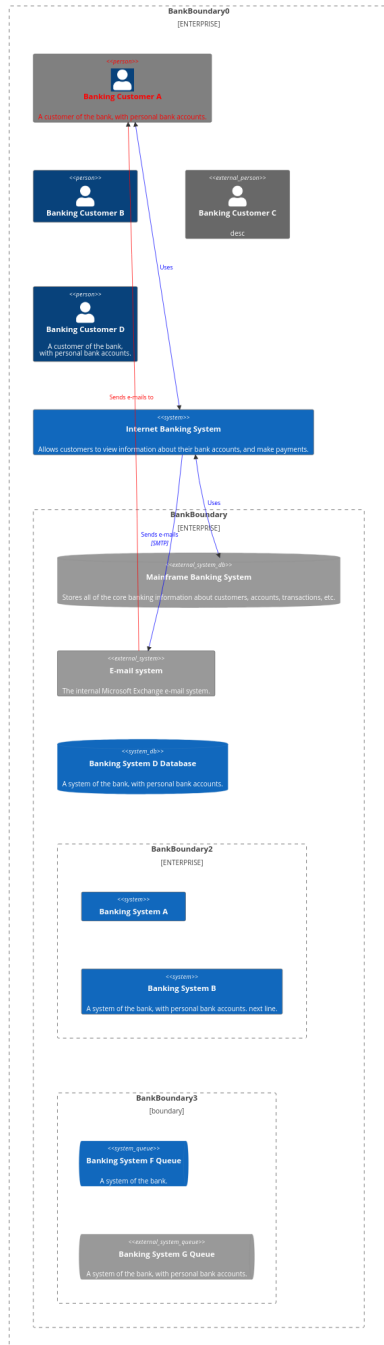 BankBoundary0
[ENTERPRISE]
<<person>>
Banking Customer A
A customer of the bank, with personal bank accounts.
<<person>>
Banking Customer B
<<external_person>>
Banking Customer C
desc
Uses
<<person>>
Banking Customer D
A customer of the bank,
with personal bank accounts.
Sends e-mails to
<<system>>
Internet Banking System
Allows customers to view information about their bank accounts, and make payments.
Uses
BankBoundary
[ENTERPRISE]
Sends e-mails
[SMTP]
<<external_system_db>>
Mainframe Banking System
Stores all of the core banking information about customers, accounts, transactions, etc.
<<external_system>>
E-mail system
The internal Microsoft Exchange e-mail system.
<<system_db>>
Banking System D Database
A system of the bank, with personal bank accounts.
BankBoundary2
[ENTERPRISE]
<<system>>
Banking System A
<<system>>
Banking System B
A system of the bank, with personal bank accounts. next line.
BankBoundary3
[boundary]
<<system_queue>>
Banking System F Queue
A system of the bank.
<<external_system_queue>>
Banking System G Queue
A system of the bank, with personal bank accounts.